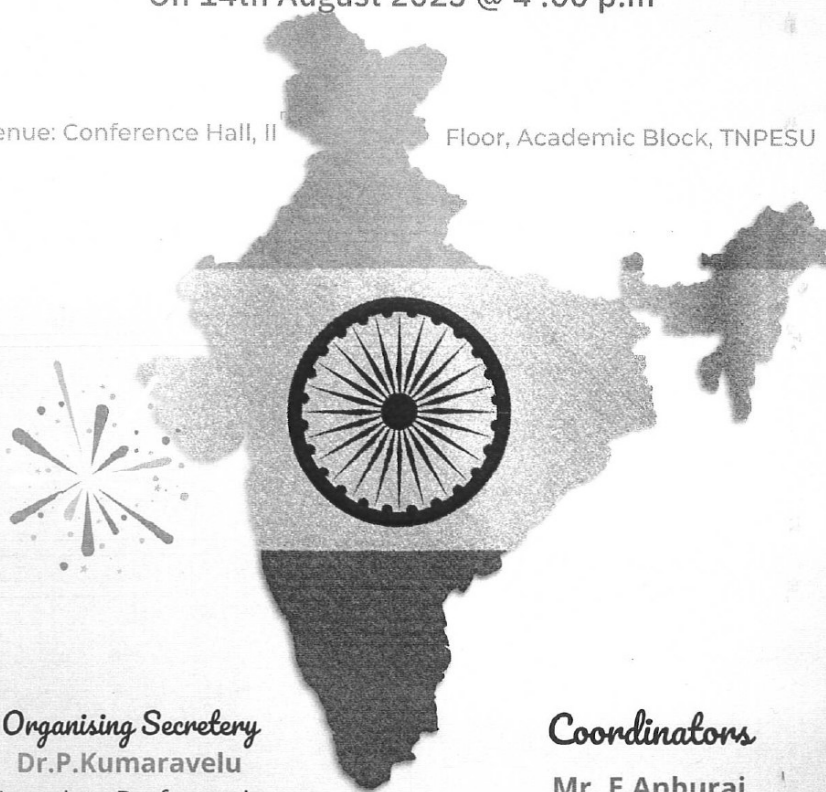 On 14th August 2023 @ 4 :00 p.m
enue: Conference Hall, II Floor, Academic Block, TNPESU
Organising Secretery
Dr.P.Kumaravelu
Coordinators
Mr. E Anburaj